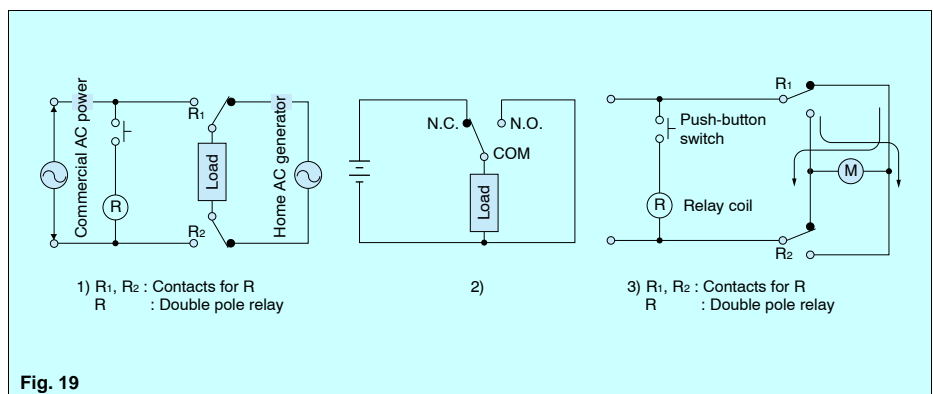 Commercial AC power
R
R1
Load
R2
Home AC generator
1) R1, R2 : Contacts for R
R : Double pole relay
N.C.
N.O.
COM
Load
2)
R1
Push-button
switch
M
R
Relay coil
R2
3) R1, R2 : Contacts for R
R : Double pole relay
Fig. 19